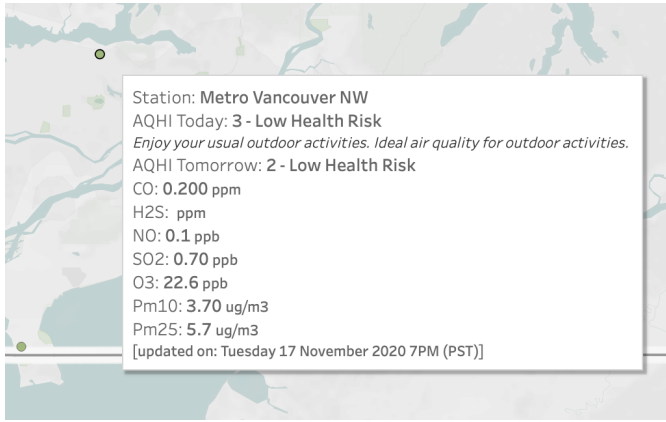 Station: Metro Vancouver NW
AQHI Today: 3 - Low Health Risk
Enjoy your usual outdoor activities. Ideal air quality for outdoor activities.
AQHI Tomorrow: 2 - Low Health Risk
CO: 0.200 ppm
H2S:  ppm
NO: 0.1 ppb
SO2: 0.70 ppb
O3: 22.6 ppb
Pm10: 3.70 ug/m3
Pm25: 5.7 ug/m3
[updated on: Tuesday 17 November 2020 7PM (PST)]